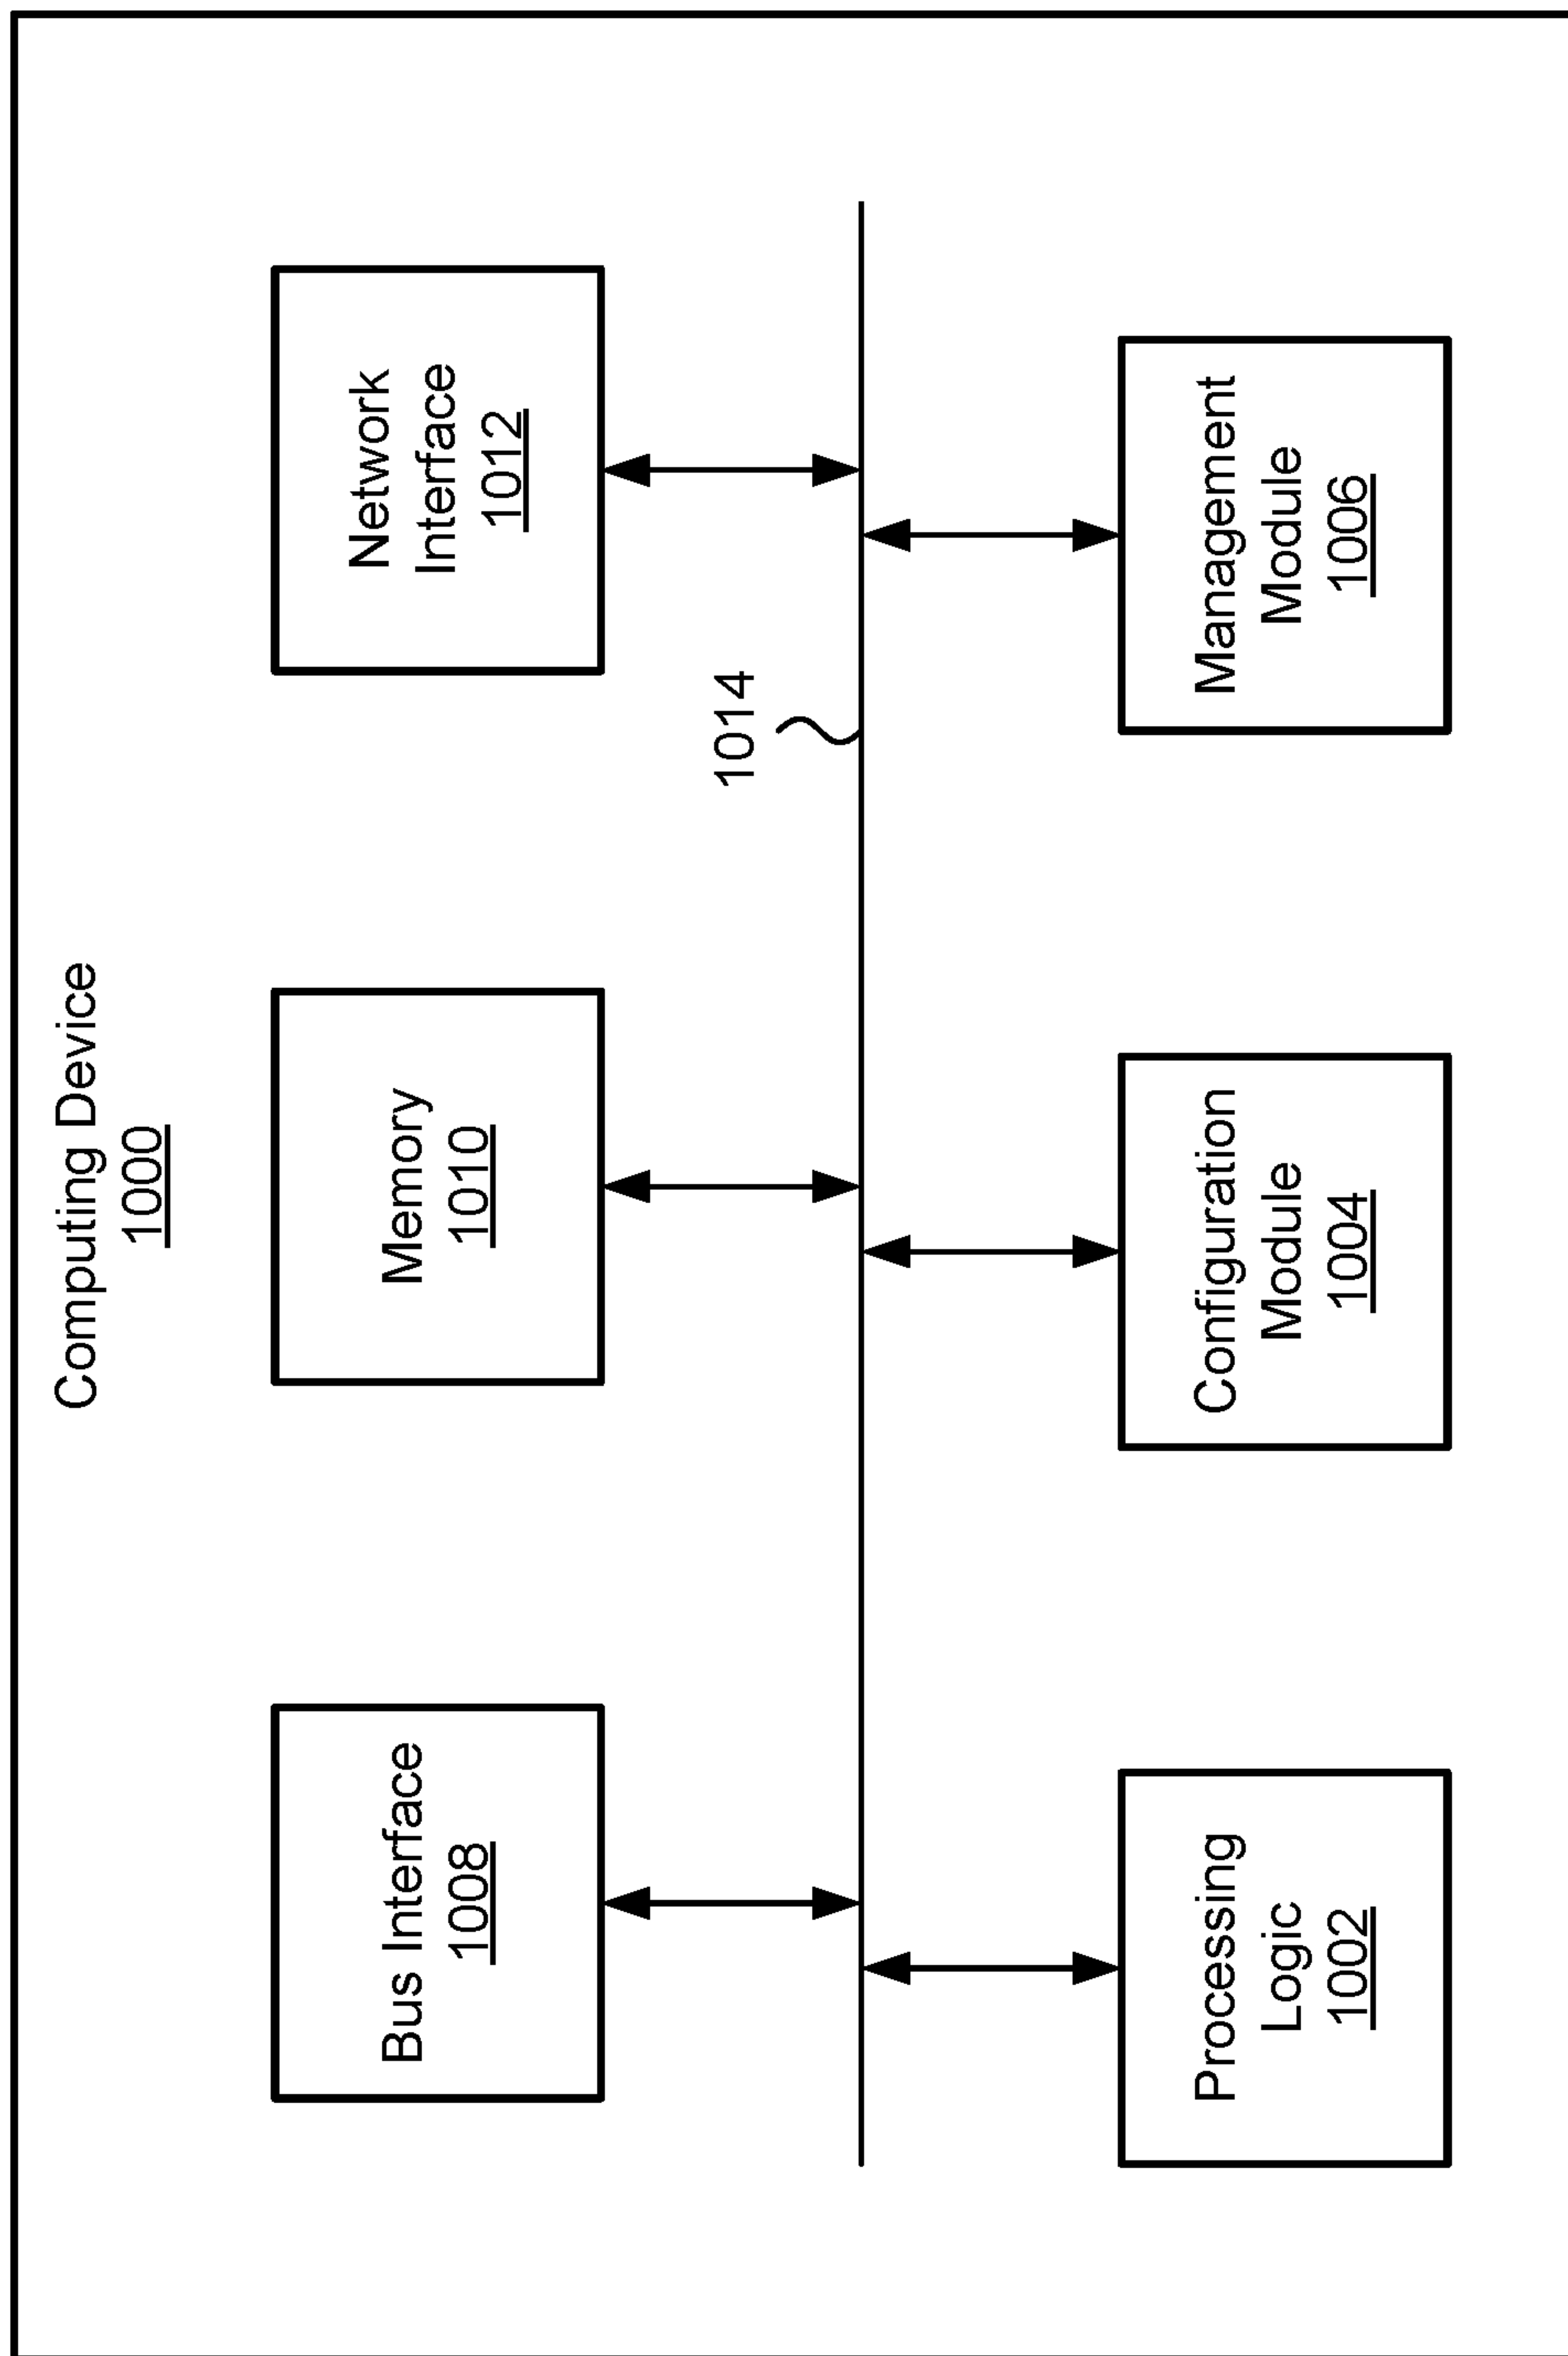 Computing Device
1000
Bus Interface
1008
Memory
1010
Network
Interface
1012
1014
Processing
Logic
1002
Configuration
Module
1004
Management
Module
1006